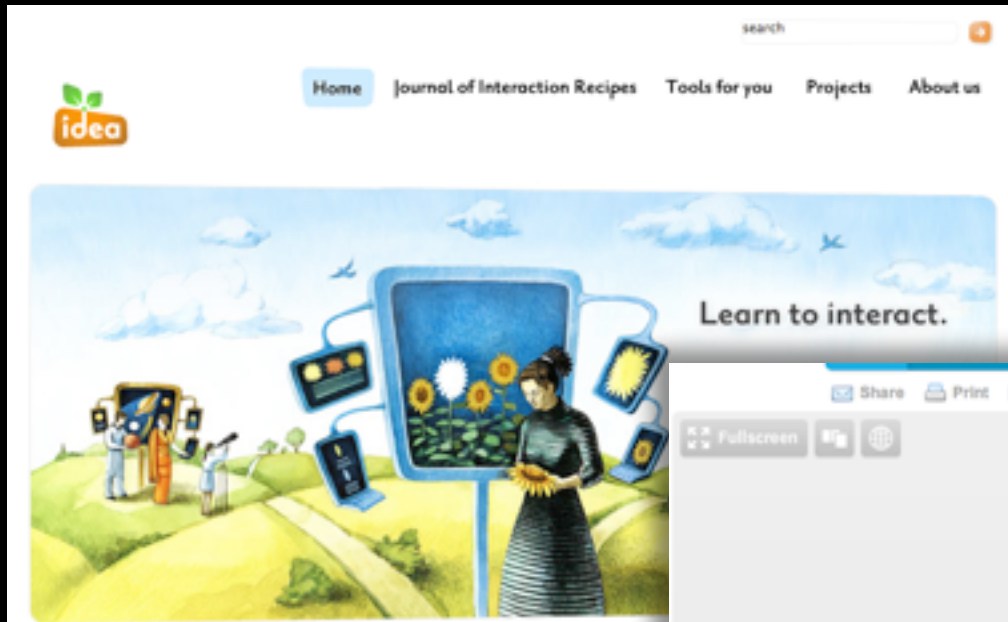 search
Home Journal of Interaction Recipes Tools for you Projects About us
idea
Learn to interact.
Share Print
Fullscreen